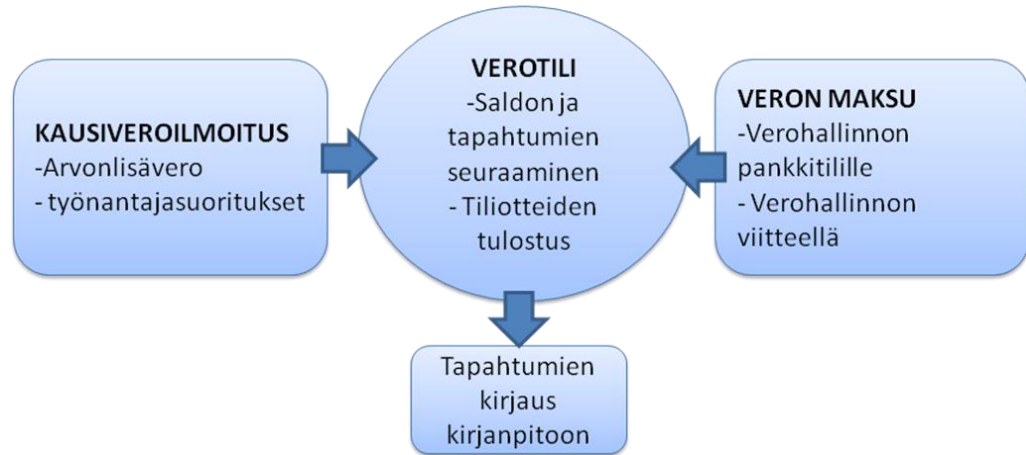 KAUSIVEROILMOITUS
-Arvonlisävero
- työnantajasuoritukset
VEROTILI
-Saldon ja
tapahtumien
seuraaminen
- Tiliotteiden
tulostus
VERON MAKSU
-Verohallinnon
pankkitilille
- Verohallinnon
viitteellä
Tapahtumien
kirjaus
kirjanpitoon